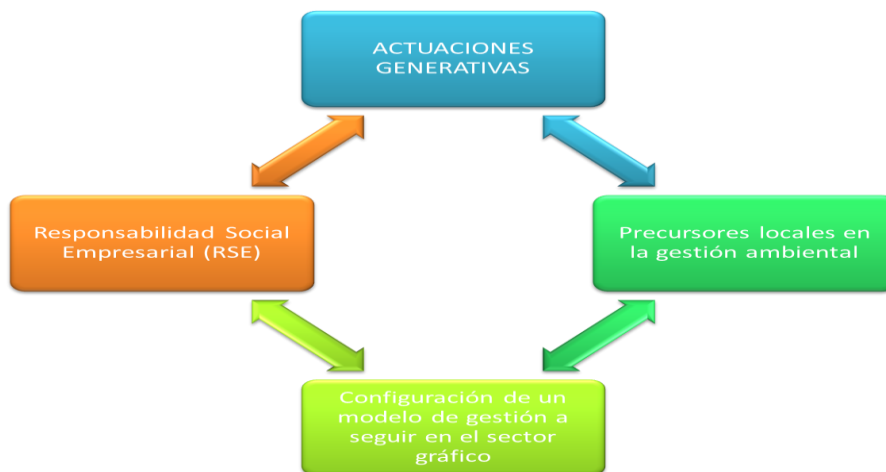 ACTUACIONES
GENERATIVAS
Responsabilidad Social
Empresarial (RSE)
Precursores locales en
la gestión ambiental
Configuración de un
modelo de gestión a
seguir en el sector
gráfico